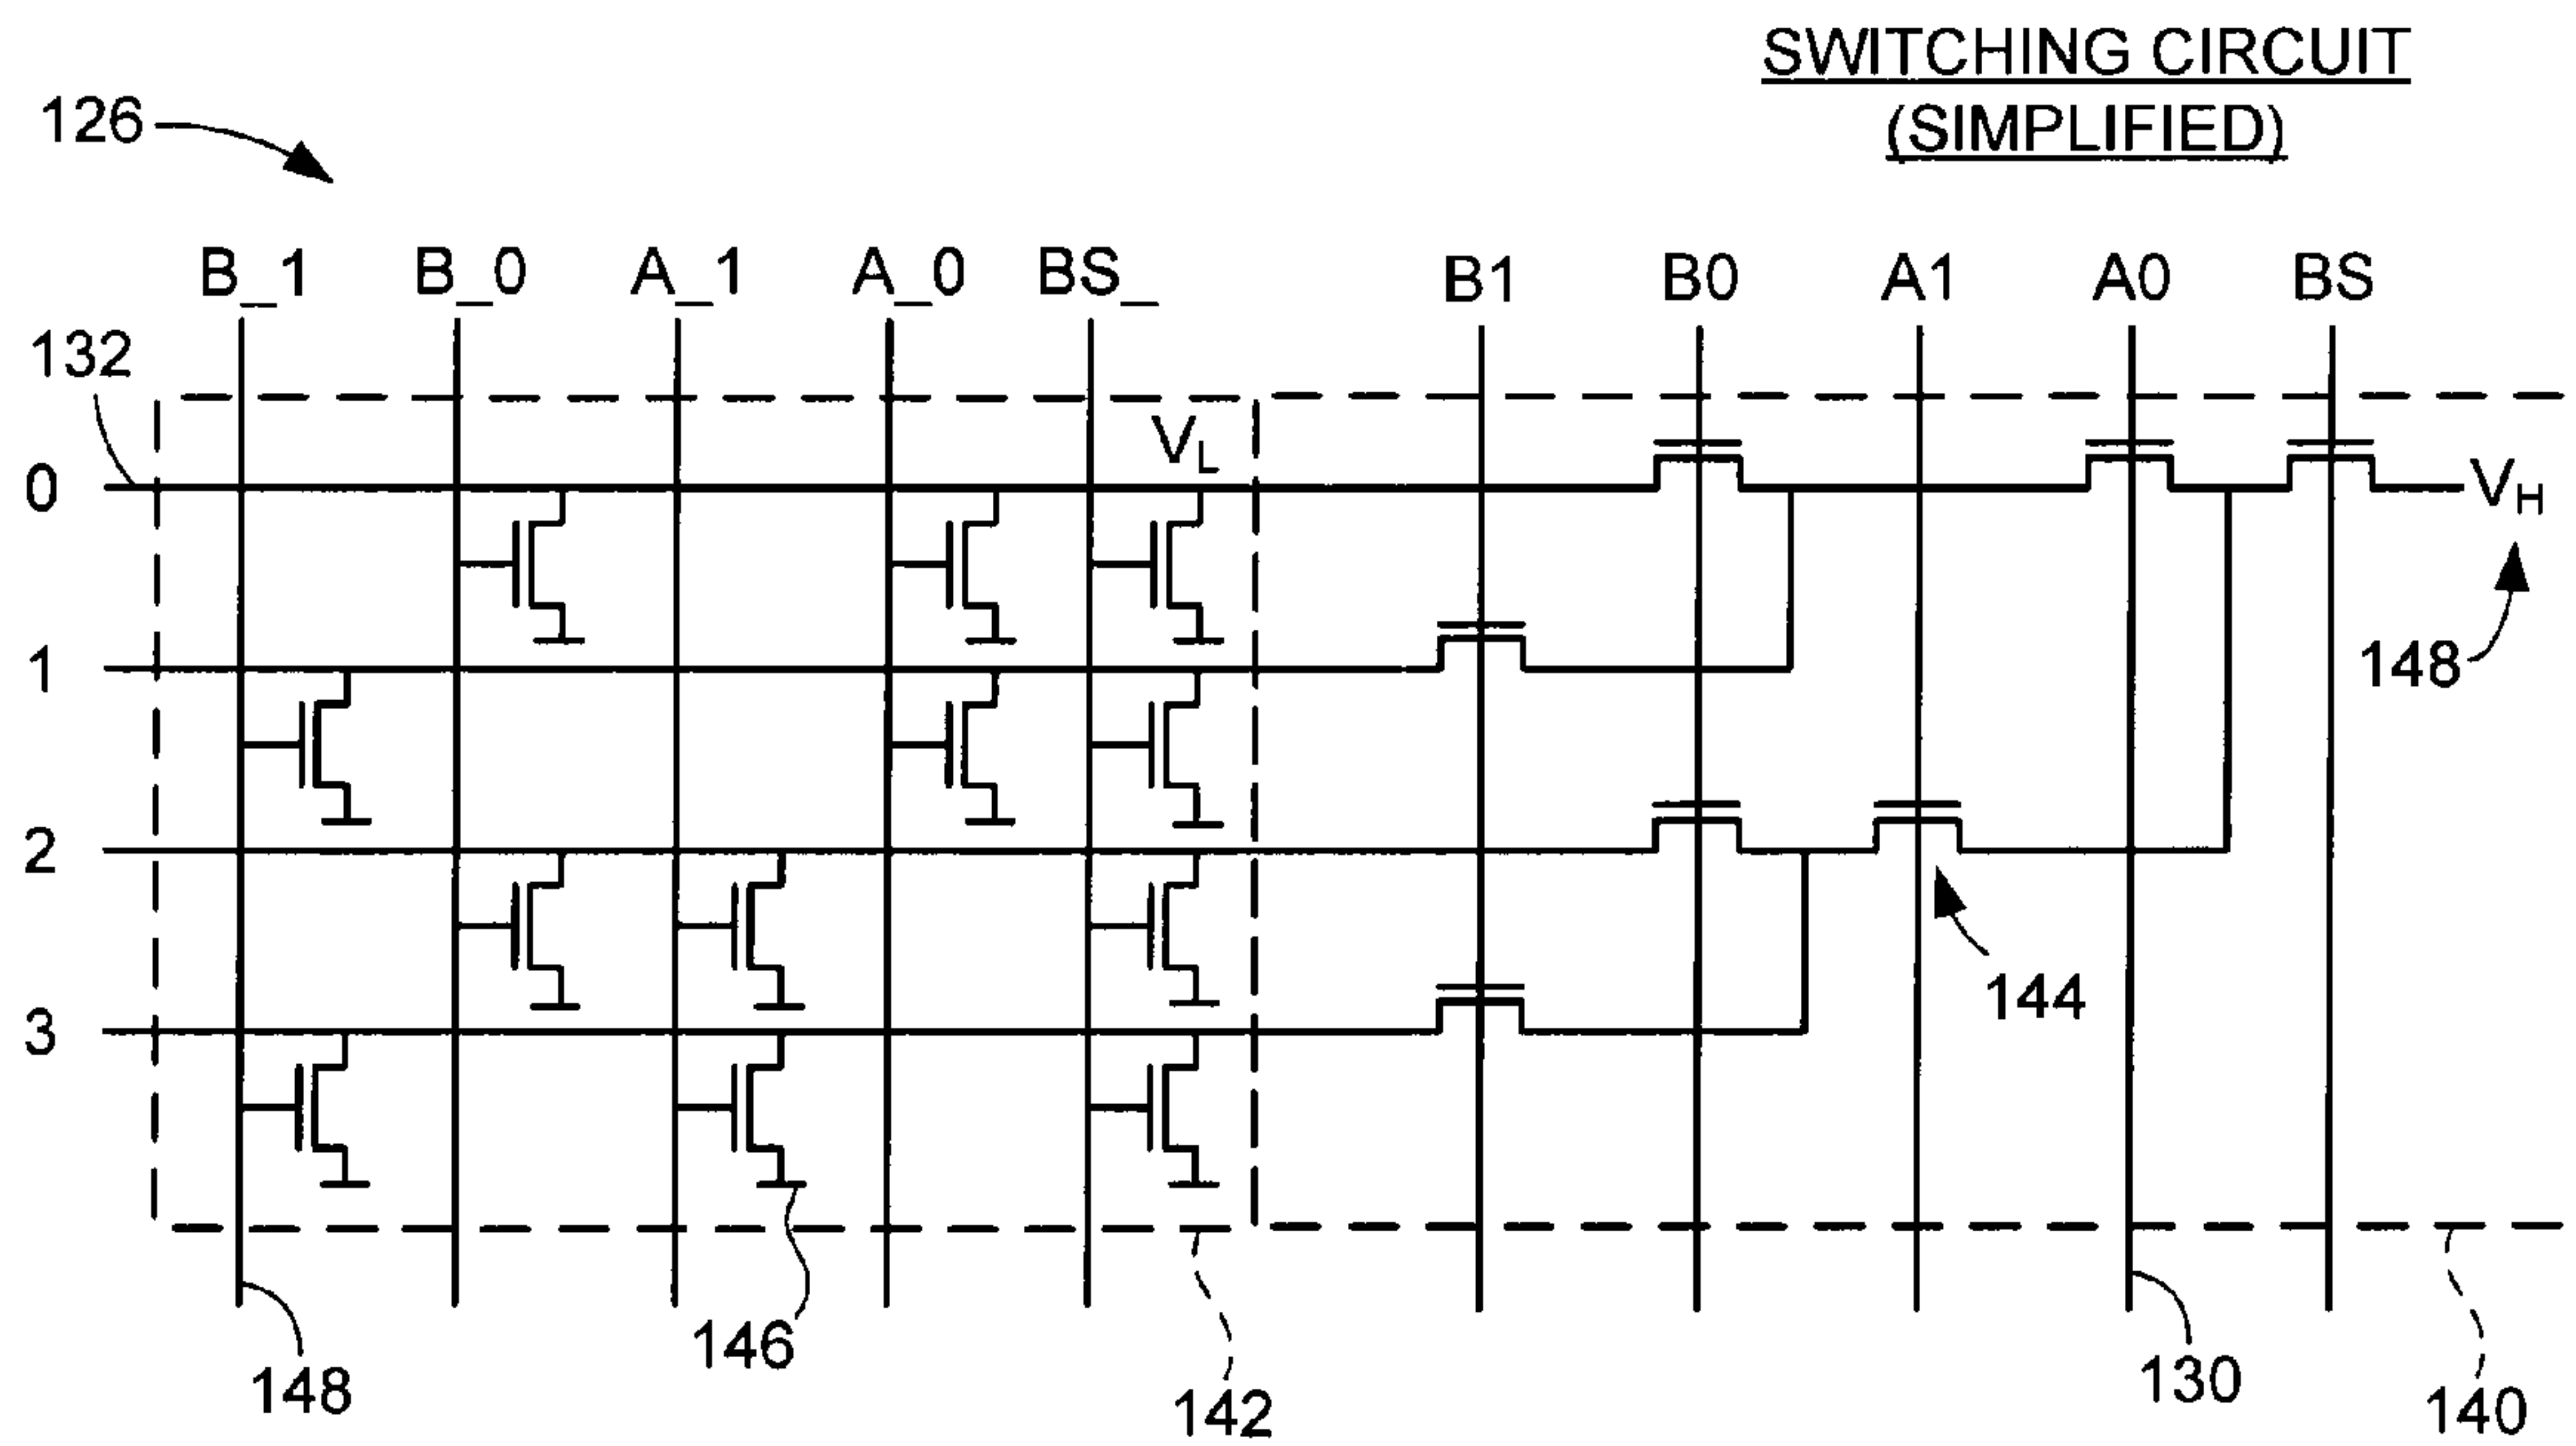 SWITCHING CIRCUIT
(SIMPLIFIED)
126
B_1 B_0 A_1 A_0 BS_ B1 B0 A1 A0 BS
132
VL
0
VH
1
148
2
144
3
146
148
142
130
140